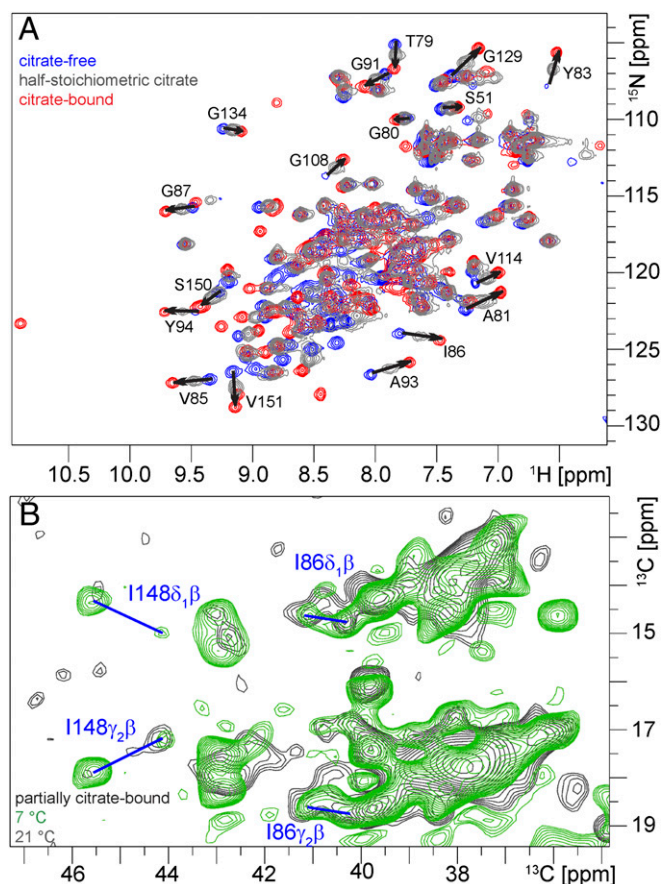 A
citrate-free
half-stoichiometric citrate
citrate-bound
T79
G91
G129
Y83
S51
G134
G80
G108
G87
V114
S150
A81
Y94
I86
A93
V85
V151
15N [ppm]
110
115
120
125
130
10.5 10.0 9.5 9.0 8.5 8.0 7.5 7.0 1H [ppm]
B
I86δ1β
I148δ1β
I148γ2β
I86γ2β
partially citrate-bound
7 °C
21 °C
13C [ppm]
15
17
19
46 44 42 40 38 13C [ppm]